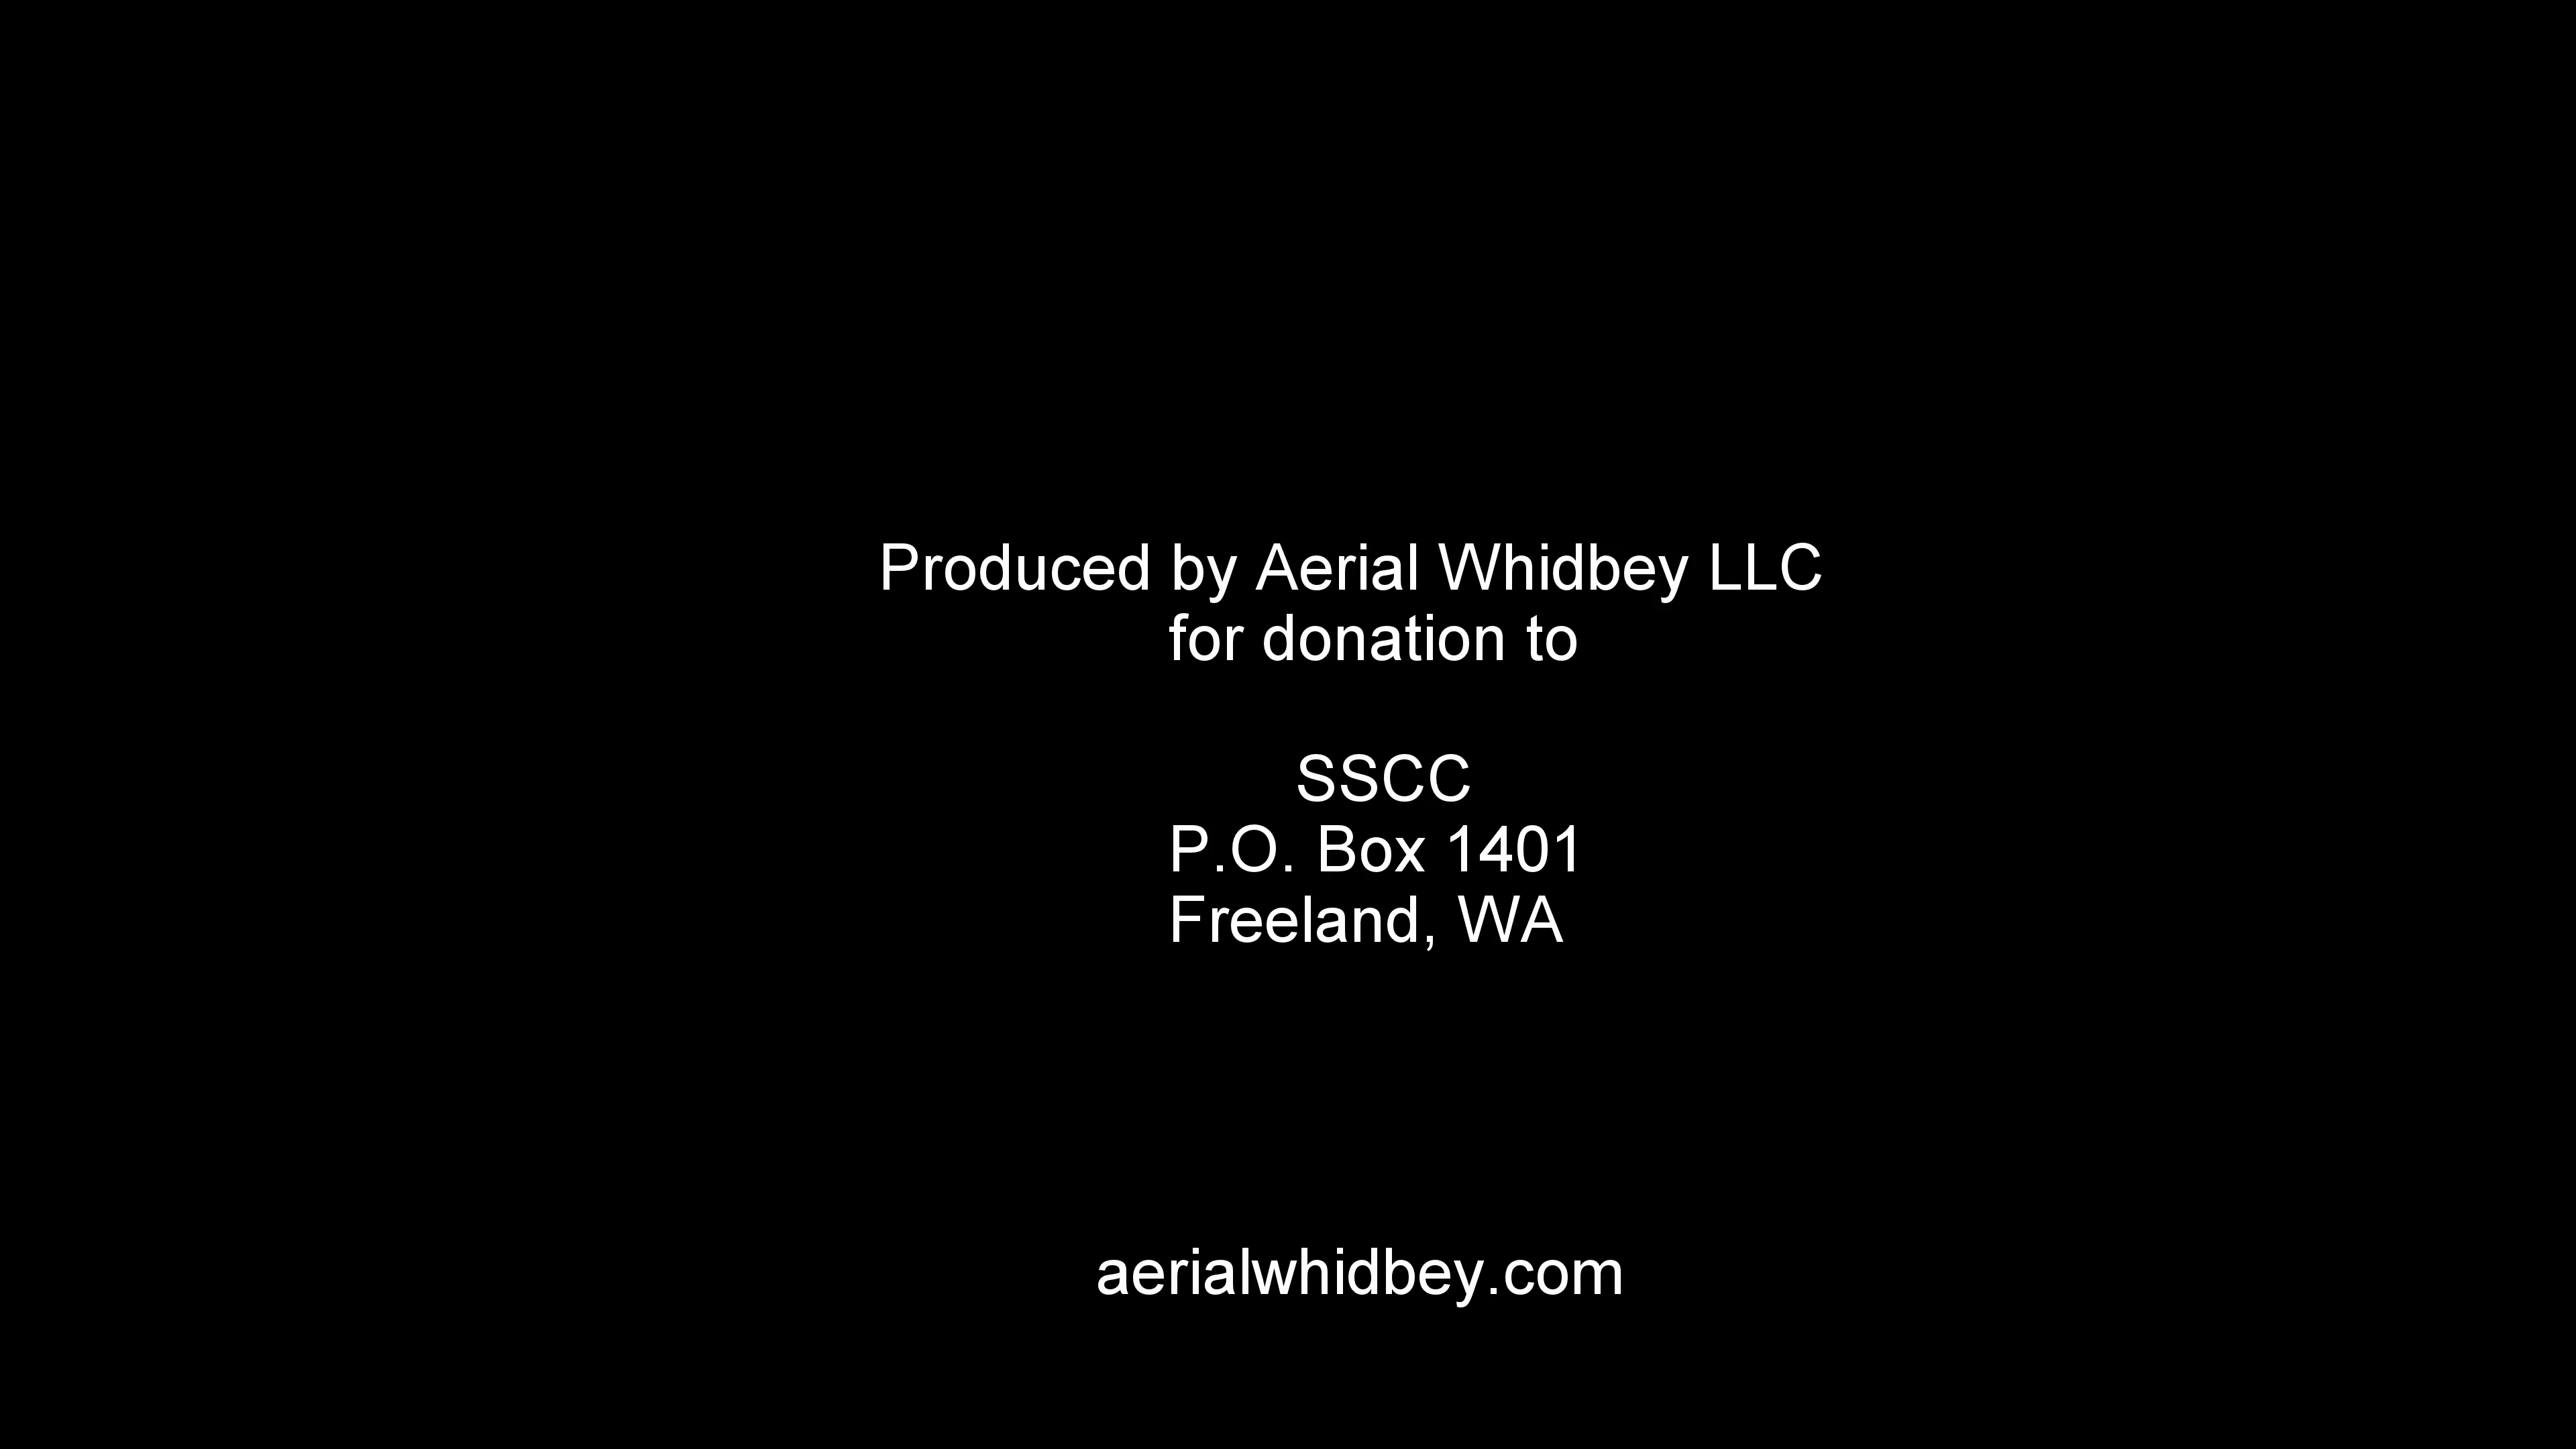 Produced by Aerial Whidbey LLC
for donation to
SSCC
P.O. Box 1401
Freeland, WA
aerialwhidbey.com